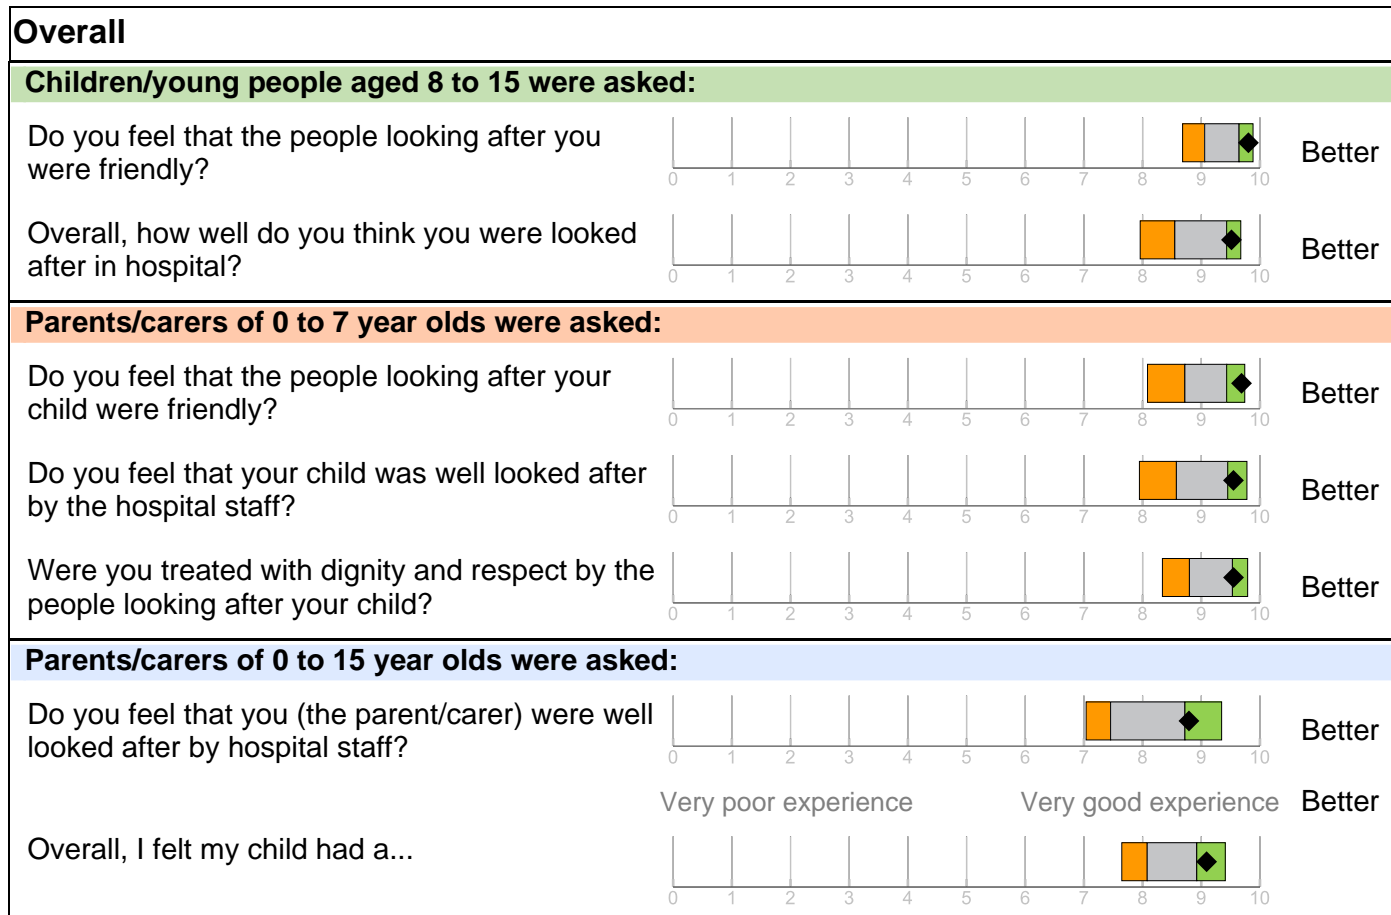 Overall
Children/young people aged 8 to 15 were asked:
Do you feel that the people looking after you
were friendly?
0 1 2 3 4 5 6 7 8 9 10
Better
Overall, how well do you think you were looked
after in hospital?
0 1 2 3 4 5 6 7 8 9 10
Better
Parents/carers of 0 to 7 year olds were asked:
Do you feel that the people looking after your
child were friendly?
0 1 2 3 4 5 6 7 8 9 10
Better
Do you feel that your child was well looked after
by the hospital staff?
0 1 2 3 4 5 6 7 8 9 10
Better
Were you treated with dignity and respect by the
people looking after your child?
0 1 2 3 4 5 6 7 8 9 10
Better
Parents/carers of 0 to 15 year olds were asked:
Do you feel that you (the parent/carer) were well
looked after by hospital staff?
0 1 2 3 4 5 6 7 8 9 10
Better
Very poor experience Very good experience Better
Overall, I felt my child had a...
0 1 2 3 4 5 6 7 8 9 10